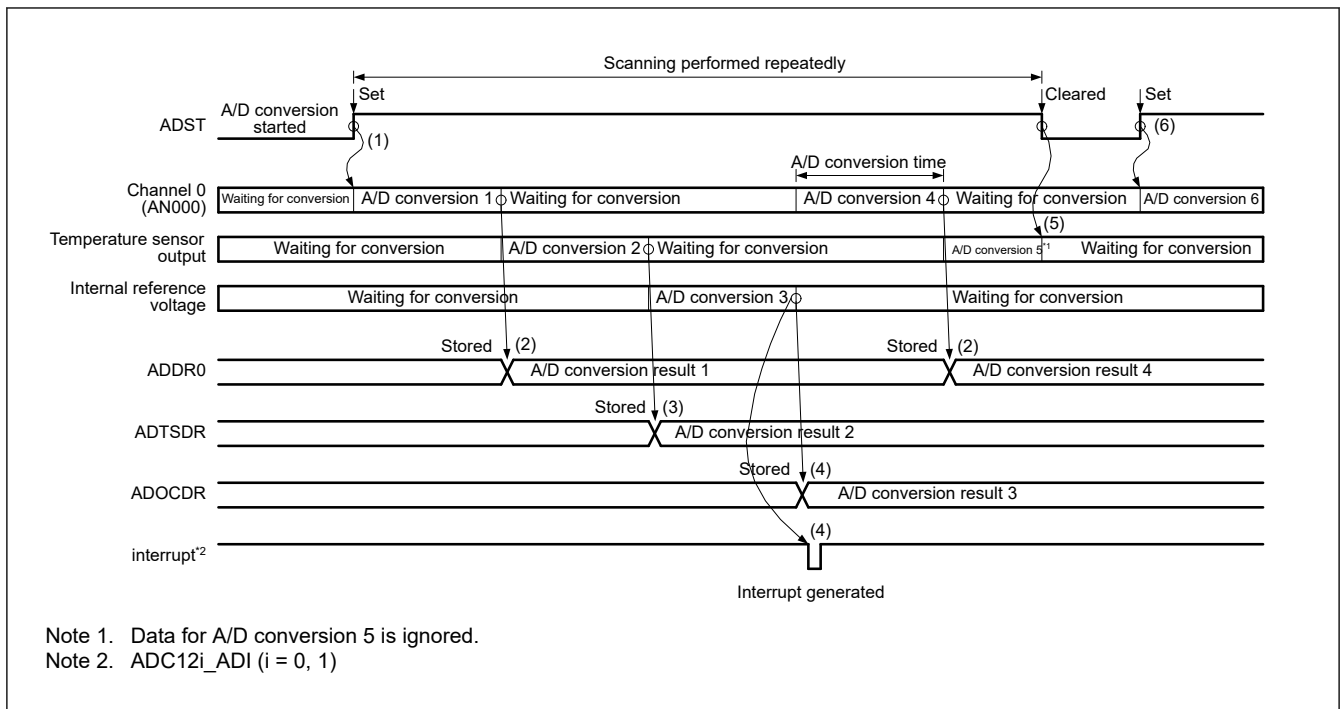 Scanning performed repeatedly
Set
Cleared
Set
A/D conversion
started
ADST
(1)
(6)
A/D conversion time
Channel 0
(AN000)
Waiting for conversion
A/D conversion 1
Waiting for conversion
A/D conversion 4
Waiting for conversion
A/D conversion 6
(5)
Temperature sensor
output
Waiting for conversion
A/D conversion 2
Waiting for conversion
A/D conversion 5*1
Waiting for conversion
Internal reference
voltage
Waiting for conversion
A/D conversion 3
Waiting for conversion
Stored
(2)
Stored
(2)
ADDR0
A/D conversion result 1
A/D conversion result 4
Stored
(3)
ADTSDR
A/D conversion result 2
Stored
(4)
ADOCDR
A/D conversion result 3
(4)
interrupt*2
Interrupt generated
Note 1. Data for A/D conversion 5 is ignored.
Note 2. ADC12i_ADI (i = 0, 1)